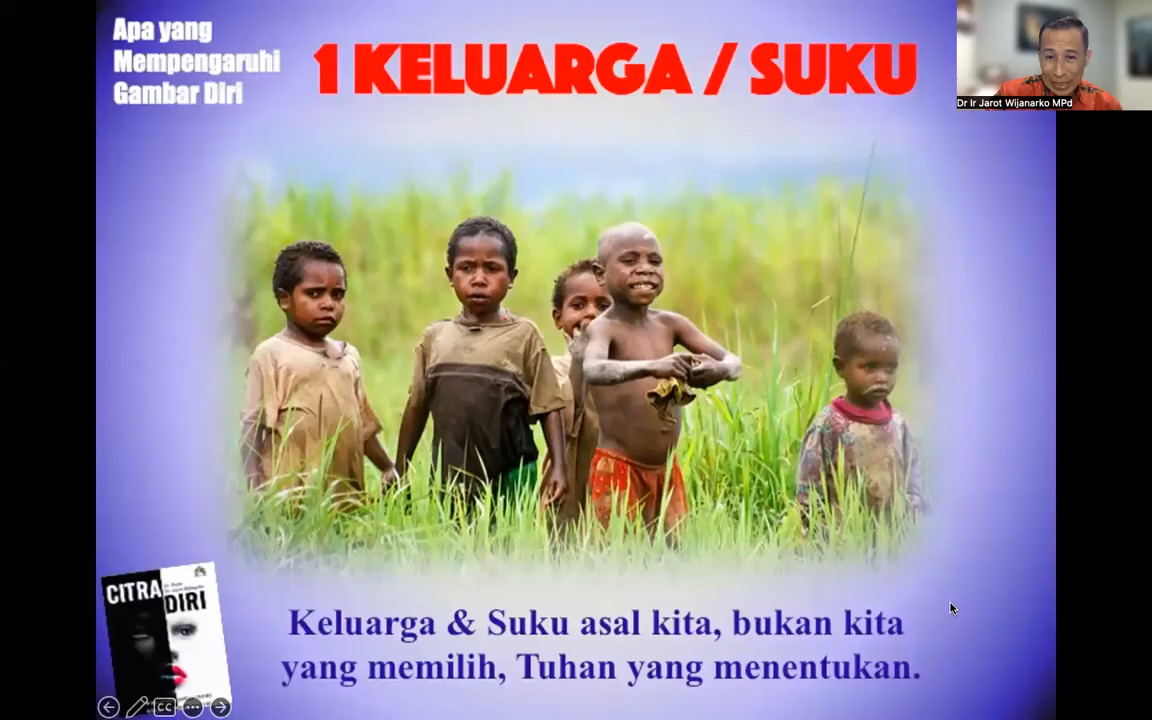 Apa yang
Mempengaruhi
Gambar Diri
1 KELUARGA / SUKU
Dr Ir Jarot Wijanarko MPd
CITRA
DIRI
Keluarga & Suku asal kita, bukan kita
yang memilih, Tuhan yang menentukan.
CC